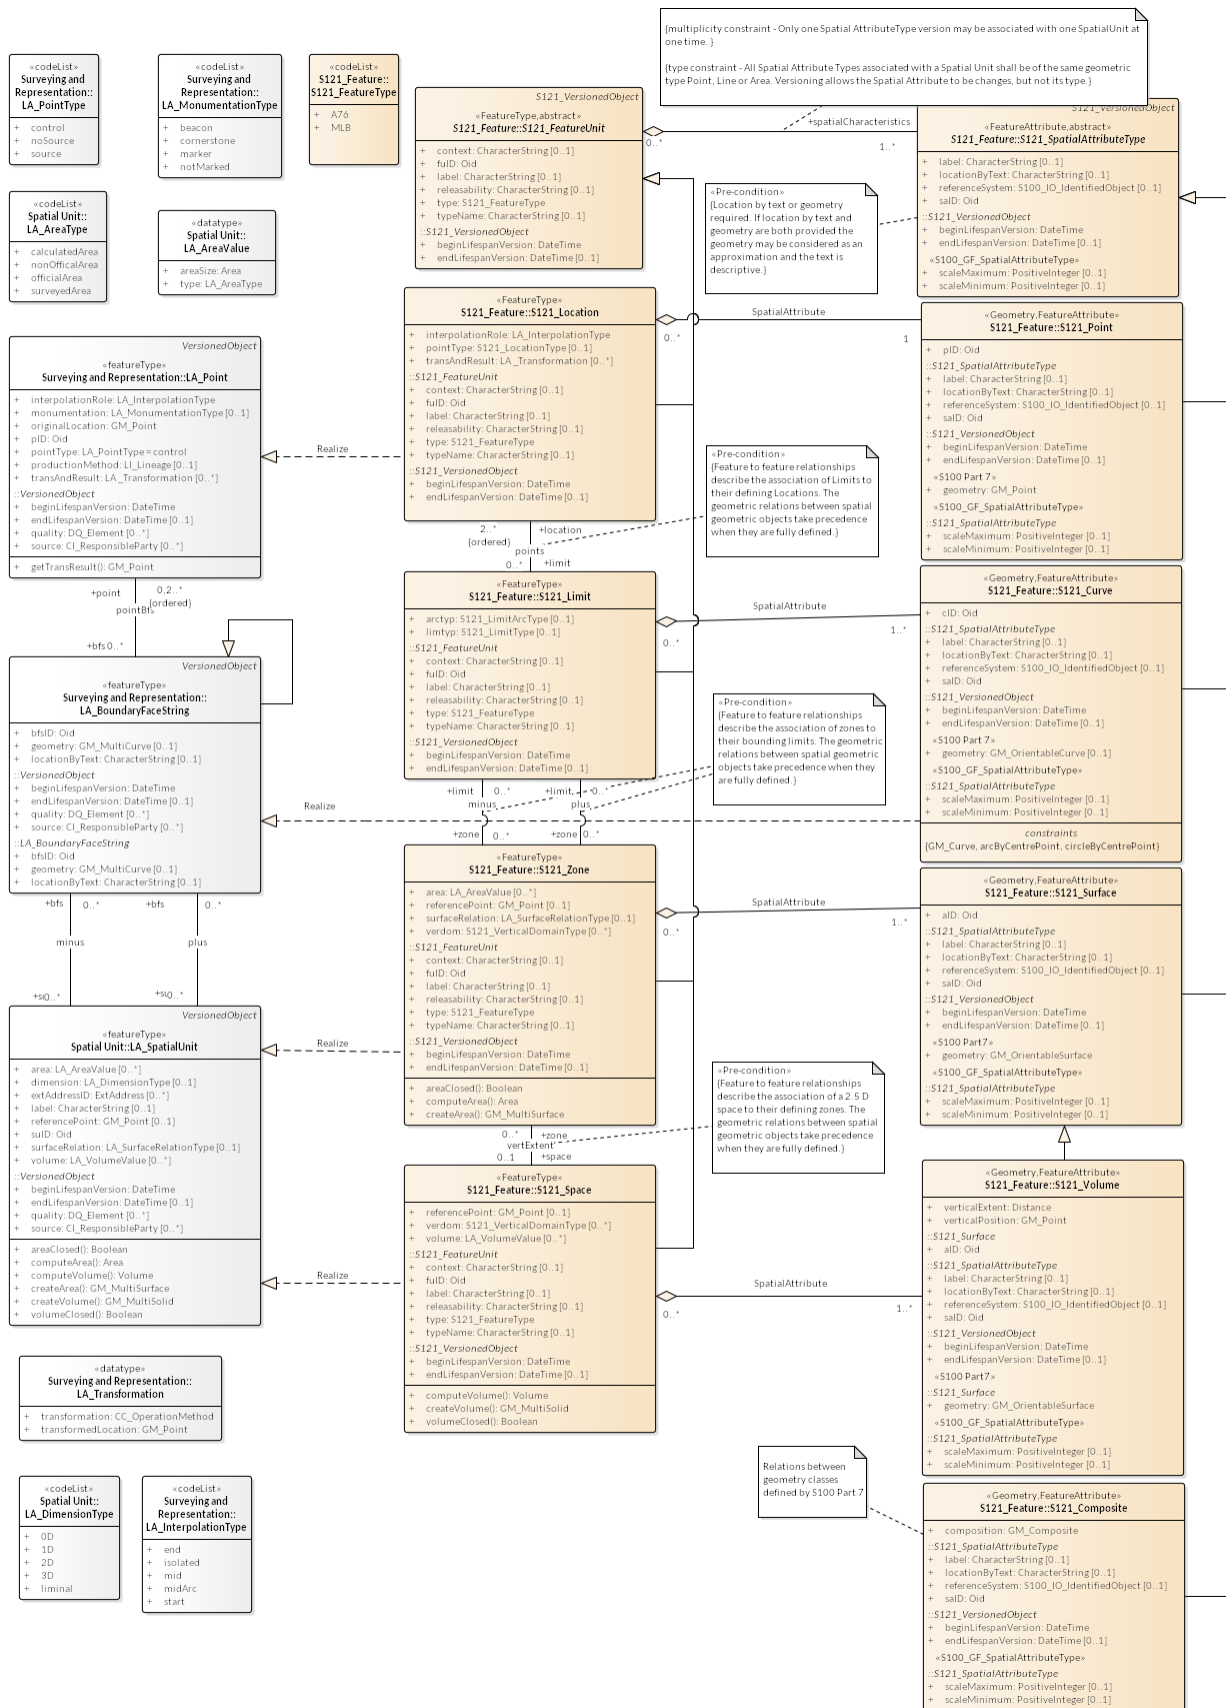 {multiplicity constraint - Only one Spatial AttributeType version may be associated with one SpatialUnit at
one time. }
{type constraint - All Spatial Attribute Types associated with a Spatial Unit shall be of the same geometric
type Point, Line or Area. Versioning allows the Spatial Attribute to be changes, but not its type.}
«codeList»
Surveying and
Representation::
LA_PointType
+ control
+ noSource
+ source
«codeList»
Surveying and
Representation::
LA_MonumentationType
+ beacon
+ cornerstone
+ marker
+ notMarked
«codeList»
S121_Feature::
S121_FeatureType
+ A76
+ MLB
S121_VersionedObject
«FeatureType,abstract»
S121_Feature::S121_FeatureUnit
+ context: CharacterString [0..1]
+ fuID: Oid
+ label: CharacterString [0..1]
+ releasability: CharacterString [0..1]
+ type: S121_FeatureType
+ typeName: CharacterString [0..1]
::S121_VersionedObject
+ beginLifespanVersion: DateTime
+ endLifespanVersion: DateTime [0..1]
+spatialCharacteristics
0..*
1..*
S121_VersionedObject
«FeatureAttribute,abstract»
S121_Feature::S121_SpatialAttributeType
+ label: CharacterString [0..1]
+ locationByText: CharacterString [0..1]
+ referenceSystem: S100_IO_IdentifiedObject [0..1]
+ saID: Oid
::S121_VersionedObject
+ beginLifespanVersion: DateTime
+ endLifespanVersion: DateTime [0..1]
«S100_GF_SpatialAttributeType»
+ scaleMaximum: PositiveInteger [0..1]
+ scaleMinimum: PositiveInteger [0..1]
«codeList»
Spatial Unit::
LA_AreaType
+ calculatedArea
+ nonOfficalArea
+ officialArea
+ surveyedArea
«datatype»
Spatial Unit::
LA_AreaValue
+ areaSize: Area
+ type: LA_AreaType
«Pre-condition»
{Location by text or geometry
required. If location by text and
geometry are both provided the
geometry may be considered as an
approximation and the text is
descriptive.}
VersionedObject
«featureType»
Surveying and Representation::LA_Point
+ interpolationRole: LA_InterpolationType
+ monumentation: LA_MonumentationType [0..1]
+ originalLocation: GM_Point
+ pID: Oid
+ pointType: LA_PointType = control
+ productionMethod: LI_Lineage [0..1]
+ transAndResult: LA_Transformation [0..*]
::VersionedObject
+ beginLifespanVersion: DateTime
+ endLifespanVersion: DateTime [0..1]
+ quality: DQ_Element [0..*]
+ source: CI_ResponsibleParty [0..*]
+ getTransResult(): GM_Point
Realize
«FeatureType»
S121_Feature::S121_Location
+ interpolationRole: LA_InterpolationType
+ pointType: S121_LocationType [0..1]
+ transAndResult: LA_Transformation [0..*]
::S121_FeatureUnit
+ context: CharacterString [0..1]
+ fuID: Oid
+ label: CharacterString [0..1]
+ releasability: CharacterString [0..1]
+ type: S121_FeatureType
+ typeName: CharacterString [0..1]
::S121_VersionedObject
+ beginLifespanVersion: DateTime
+ endLifespanVersion: DateTime [0..1]
SpatialAttribute
0..*
1
«Geometry,FeatureAttribute»
S121_Feature::S121_Point
+ pID: Oid
::S121_SpatialAttributeType
+ label: CharacterString [0..1]
+ locationByText: CharacterString [0..1]
+ referenceSystem: S100_IO_IdentifiedObject [0..1]
+ saID: Oid
::S121_VersionedObject
+ beginLifespanVersion: DateTime
+ endLifespanVersion: DateTime [0..1]
«S100 Part 7»
+ geometry: GM_Point
«S100_GF_SpatialAttributeType»
::S121_SpatialAttributeType
+ scaleMaximum: PositiveInteger [0..1]
+ scaleMinimum: PositiveInteger [0..1]
«Pre-condition»
{Feature to feature relationships
describe the association of Limits to
their defining Locations. The
geometric relations between spatial
geometric objects take precedence
when they are fully defined.}
2..*
+location
{ordered}
points
0..*
+limit
+point
0,2..*
{ordered}
pointBfs
+bfs 0..*
VersionedObject
«featureType»
Surveying and Representation::
LA_BoundaryFaceString
+ bfsID: Oid
+ geometry: GM_MultiCurve [0..1]
+ locationByText: CharacterString [0..1]
::VersionedObject
+ beginLifespanVersion: DateTime
+ endLifespanVersion: DateTime [0..1]
+ quality: DQ_Element [0..*]
+ source: CI_ResponsibleParty [0..*]
::LA_BoundaryFaceString
+ bfsID: Oid
+ geometry: GM_MultiCurve [0..1]
+ locationByText: CharacterString [0..1]
Realize
«FeatureType»
S121_Feature::S121_Limit
+ arctyp: S121_LimitArcType [0..1]
+ limtyp: S121_LimitType [0..1]
::S121_FeatureUnit
+ context: CharacterString [0..1]
+ fuID: Oid
+ label: CharacterString [0..1]
+ releasability: CharacterString [0..1]
+ type: S121_FeatureType
+ typeName: CharacterString [0..1]
::S121_VersionedObject
+ beginLifespanVersion: DateTime
+ endLifespanVersion: DateTime [0..1]
SpatialAttribute
0..*
1..*
«Geometry,FeatureAttribute»
S121_Feature::S121_Curve
+ cID: Oid
::S121_SpatialAttributeType
+ label: CharacterString [0..1]
+ locationByText: CharacterString [0..1]
+ referenceSystem: S100_IO_IdentifiedObject [0..1]
+ saID: Oid
::S121_VersionedObject
+ beginLifespanVersion: DateTime
+ endLifespanVersion: DateTime [0..1]
«S100 Part 7»
+ geometry: GM_OrientableCurve [0..1]
«S100_GF_SpatialAttributeType»
::S121_SpatialAttributeType
+ scaleMaximum: PositiveInteger [0..1]
+ scaleMinimum: PositiveInteger [0..1]
constraints
{GM_Curve, arcByCentrePoint, circleByCentrePoint}
«Pre-condition»
{Feature to feature relationships
describe the association of zones to
their bounding limits. The geometric
relations between spatial geometric
objects take precedence when they
are fully defined.}
+limit 0..* +limit 0..*
minus plus
+zone 0..* +zone 0..*
«FeatureType»
S121_Feature::S121_Zone
+ area: LA_AreaValue [0..*]
+ referencePoint: GM_Point [0..1]
+ surfaceRelation: LA_SurfaceRelationType [0..1]
+ verdom: S121_VerticalDomainType [0..*]
::S121_FeatureUnit
+ context: CharacterString [0..1]
+ fuID: Oid
+ label: CharacterString [0..1]
+ releasability: CharacterString [0..1]
+ type: S121_FeatureType
+ typeName: CharacterString [0..1]
::S121_VersionedObject
+ beginLifespanVersion: DateTime
+ endLifespanVersion: DateTime [0..1]
+ areaClosed(): Boolean
+ computeArea(): Area
+ createArea(): GM_MultiSurface
SpatialAttribute
0..*
1..*
«Geometry,FeatureAttribute»
S121_Feature::S121_Surface
+ aID: Oid
::S121_SpatialAttributeType
+ label: CharacterString [0..1]
+ locationByText: CharacterString [0..1]
+ referenceSystem: S100_IO_IdentifiedObject [0..1]
+ saID: Oid
::S121_VersionedObject
+ beginLifespanVersion: DateTime
+ endLifespanVersion: DateTime [0..1]
«S100 Part7»
+ geometry: GM_OrientableSurface
«S100_GF_SpatialAttributeType»
::S121_SpatialAttributeType
+ scaleMaximum: PositiveInteger [0..1]
+ scaleMinimum: PositiveInteger [0..1]
+bfs 0..* +bfs 0..*
minus plus
+su 0..* +su 0..*
VersionedObject
«featureType»
Spatial Unit::LA_SpatialUnit
+ area: LA_AreaValue [0..*]
+ dimension: LA_DimensionType [0..1]
+ extAddressID: ExtAddress [0..*]
+ label: CharacterString [0..1]
+ referencePoint: GM_Point [0..1]
+ suID: Oid
+ surfaceRelation: LA_SurfaceRelationType [0..1]
+ volume: LA_VolumeValue [0..*]
::VersionedObject
+ beginLifespanVersion: DateTime
+ endLifespanVersion: DateTime [0..1]
+ quality: DQ_Element [0..*]
+ source: CI_ResponsibleParty [0..*]
+ areaClosed(): Boolean
+ computeArea(): Area
+ computeVolume(): Volume
+ createArea(): GM_MultiSurface
+ createVolume(): GM_MultiSolid
+ volumeClosed(): Boolean
Realize
Realize
«Pre-condition»
{Feature to feature relationships
describe the association of a 2.5 D
space to their defining zones. The
geometric relations between spatial
geometric objects take precedence
when they are fully defined.}
0..* +zone
vertExtent
0..1 +space
«FeatureType»
S121_Feature::S121_Space
+ referencePoint: GM_Point [0..1]
+ verdom: S121_VerticalDomainType [0..*]
+ volume: LA_VolumeValue [0..*]
::S121_FeatureUnit
+ context: CharacterString [0..1]
+ fuID: Oid
+ label: CharacterString [0..1]
+ releasability: CharacterString [0..1]
+ type: S121_FeatureType
+ typeName: CharacterString [0..1]
::S121_VersionedObject
+ beginLifespanVersion: DateTime
+ endLifespanVersion: DateTime [0..1]
+ computeVolume(): Volume
+ createVolume(): GM_MultiSolid
+ volumeClosed(): Boolean
SpatialAttribute
0..*
1..*
«Geometry,FeatureAttribute»
S121_Feature::S121_Volume
+ verticalExtent: Distance
+ verticalPosition: GM_Point
::S121_Surface
+ aID: Oid
::S121_SpatialAttributeType
+ label: CharacterString [0..1]
+ locationByText: CharacterString [0..1]
+ referenceSystem: S100_IO_IdentifiedObject [0..1]
+ saID: Oid
::S121_VersionedObject
+ beginLifespanVersion: DateTime
+ endLifespanVersion: DateTime [0..1]
«S100 Part7»
::S121_Surface
+ geometry: GM_OrientableSurface
«S100_GF_SpatialAttributeType»
::S121_SpatialAttributeType
+ scaleMaximum: PositiveInteger [0..1]
+ scaleMinimum: PositiveInteger [0..1]
«datatype»
Surveying and Representation::
LA_Transformation
+ transformation: CC_OperationMethod
+ transformedLocation: GM_Point
«codeList»
Spatial Unit::
LA_DimensionType
+ 0D
+ 1D
+ 2D
+ 3D
+ liminal
«codeList»
Surveying and
Representation::
LA_InterpolationType
+ end
+ isolated
+ mid
+ midArc
+ start
Relations between
geometry classes
defined by S100 Part 7
«Geometry,FeatureAttribute»
S121_Feature::S121_Composite
+ composition: GM_Composite
::S121_SpatialAttributeType
+ label: CharacterString [0..1]
+ locationByText: CharacterString [0..1]
+ referenceSystem: S100_IO_IdentifiedObject [0..1]
+ saID: Oid
::S121_VersionedObject
+ beginLifespanVersion: DateTime
+ endLifespanVersion: DateTime [0..1]
«S100_GF_SpatialAttributeType»
::S121_SpatialAttributeType
+ scaleMaximum: PositiveInteger [0..1]
+ scaleMinimum: PositiveInteger [0..1]